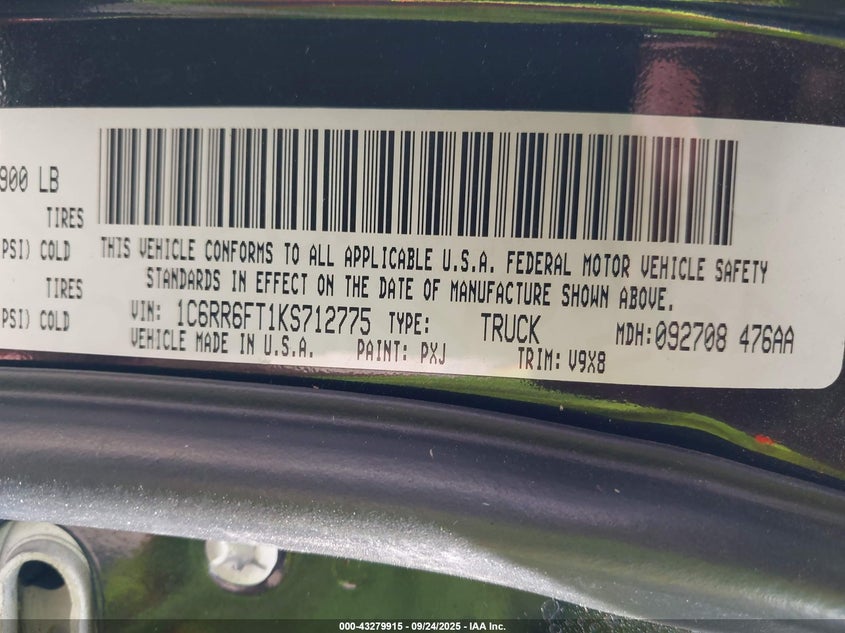 900 LB
TIRES
PSI) COLD
TIRES
PSI) COLD
THIS VEHICLE CONFORMS TO ALL APPLICABLE U.S.A. FEDERAL MOTOR VEHICLE SAFETY
STANDARDS IN EFFECT ON THE DATE OF MANUFACTURE SHOWN ABOVE.
VIN: 1C6RR6FT1KS712775 TYPE: TRUCK MDH:092708 476AA
VEHICLE MADE IN U.S.A. PAINT: PXJ TRIM: V9X8
000-43279915 - 09/24/2025 - IAA Inc.